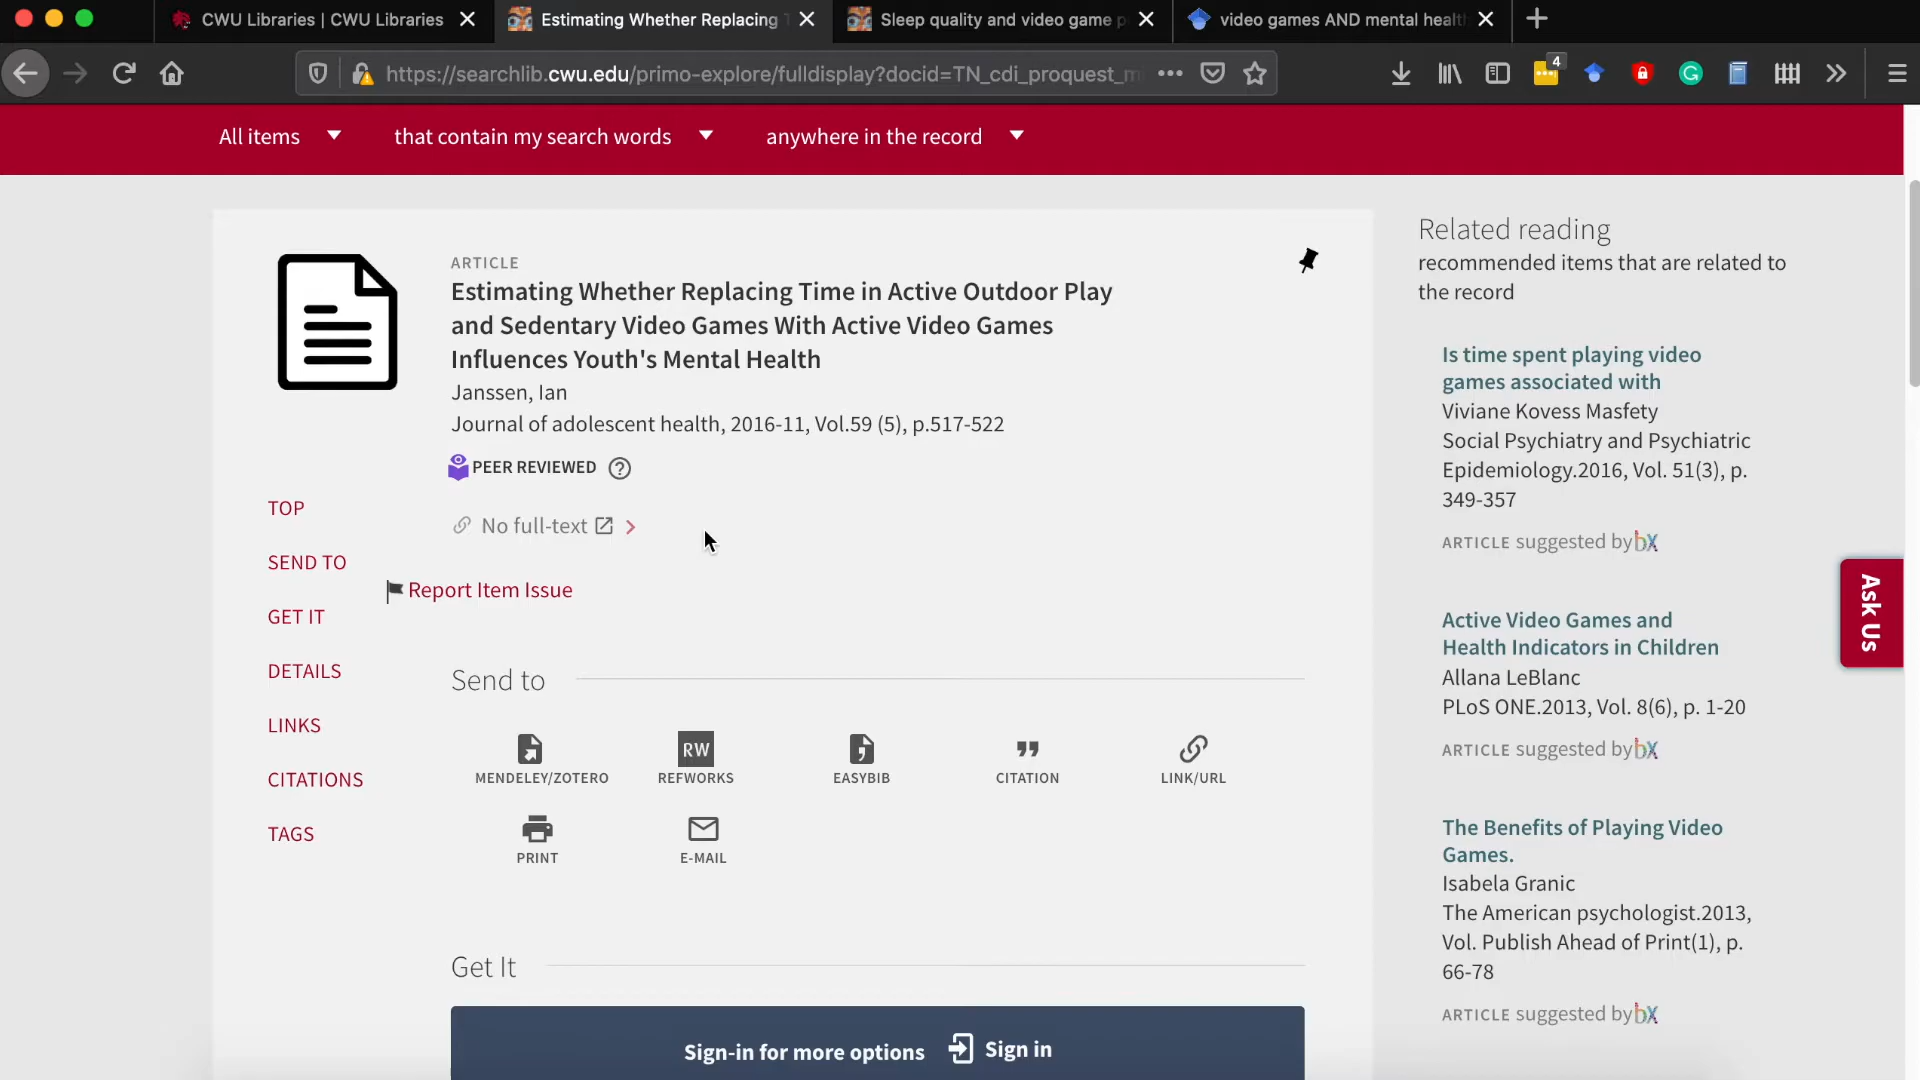 CWU Libraries | CWU Libraries
Estimating Whether Replacing
Sleep quality and video game
video games AND mental healt
https://searchlib.cwu.edu/primo-explore/fulldisplay?docid=TN_cdi_proquest_m
4
All items
that contain my search words
anywhere in the record
ARTICLE
Estimating Whether Replacing Time in Active Outdoor Play
and Sedentary Video Games With Active Video Games
Influences Youth's Mental Health
Janssen, Ian
Journal of adolescent health, 2016-11, Vol.59 (5), p.517-522
PEER REVIEWED ?
No full-text
Report Item Issue
TOP
SEND TO
GET IT
DETAILS
LINKS
CITATIONS
TAGS
Send to
MENDELEY/ZOTERO
RW
REFWORKS
EASYBIB
CITATION
LINK/URL
PRINT
E-MAIL
Get It
Sign-in for more options
Sign in
Related reading
recommended items that are related to
the record
Is time spent playing video
games associated with
Viviane Kovess Masfety
Social Psychiatry and Psychiatric
Epidemiology.2016, Vol. 51(3), p.
349-357
ARTICLE suggested by bX
Active Video Games and
Health Indicators in Children
Allana LeBlanc
PLoS ONE.2013, Vol. 8(6), p. 1-20
ARTICLE suggested by bX
The Benefits of Playing Video
Games.
Isabela Granic
The American psychologist.2013,
Vol. Publish Ahead of Print(1), p.
66-78
ARTICLE suggested by bX
Ask Us